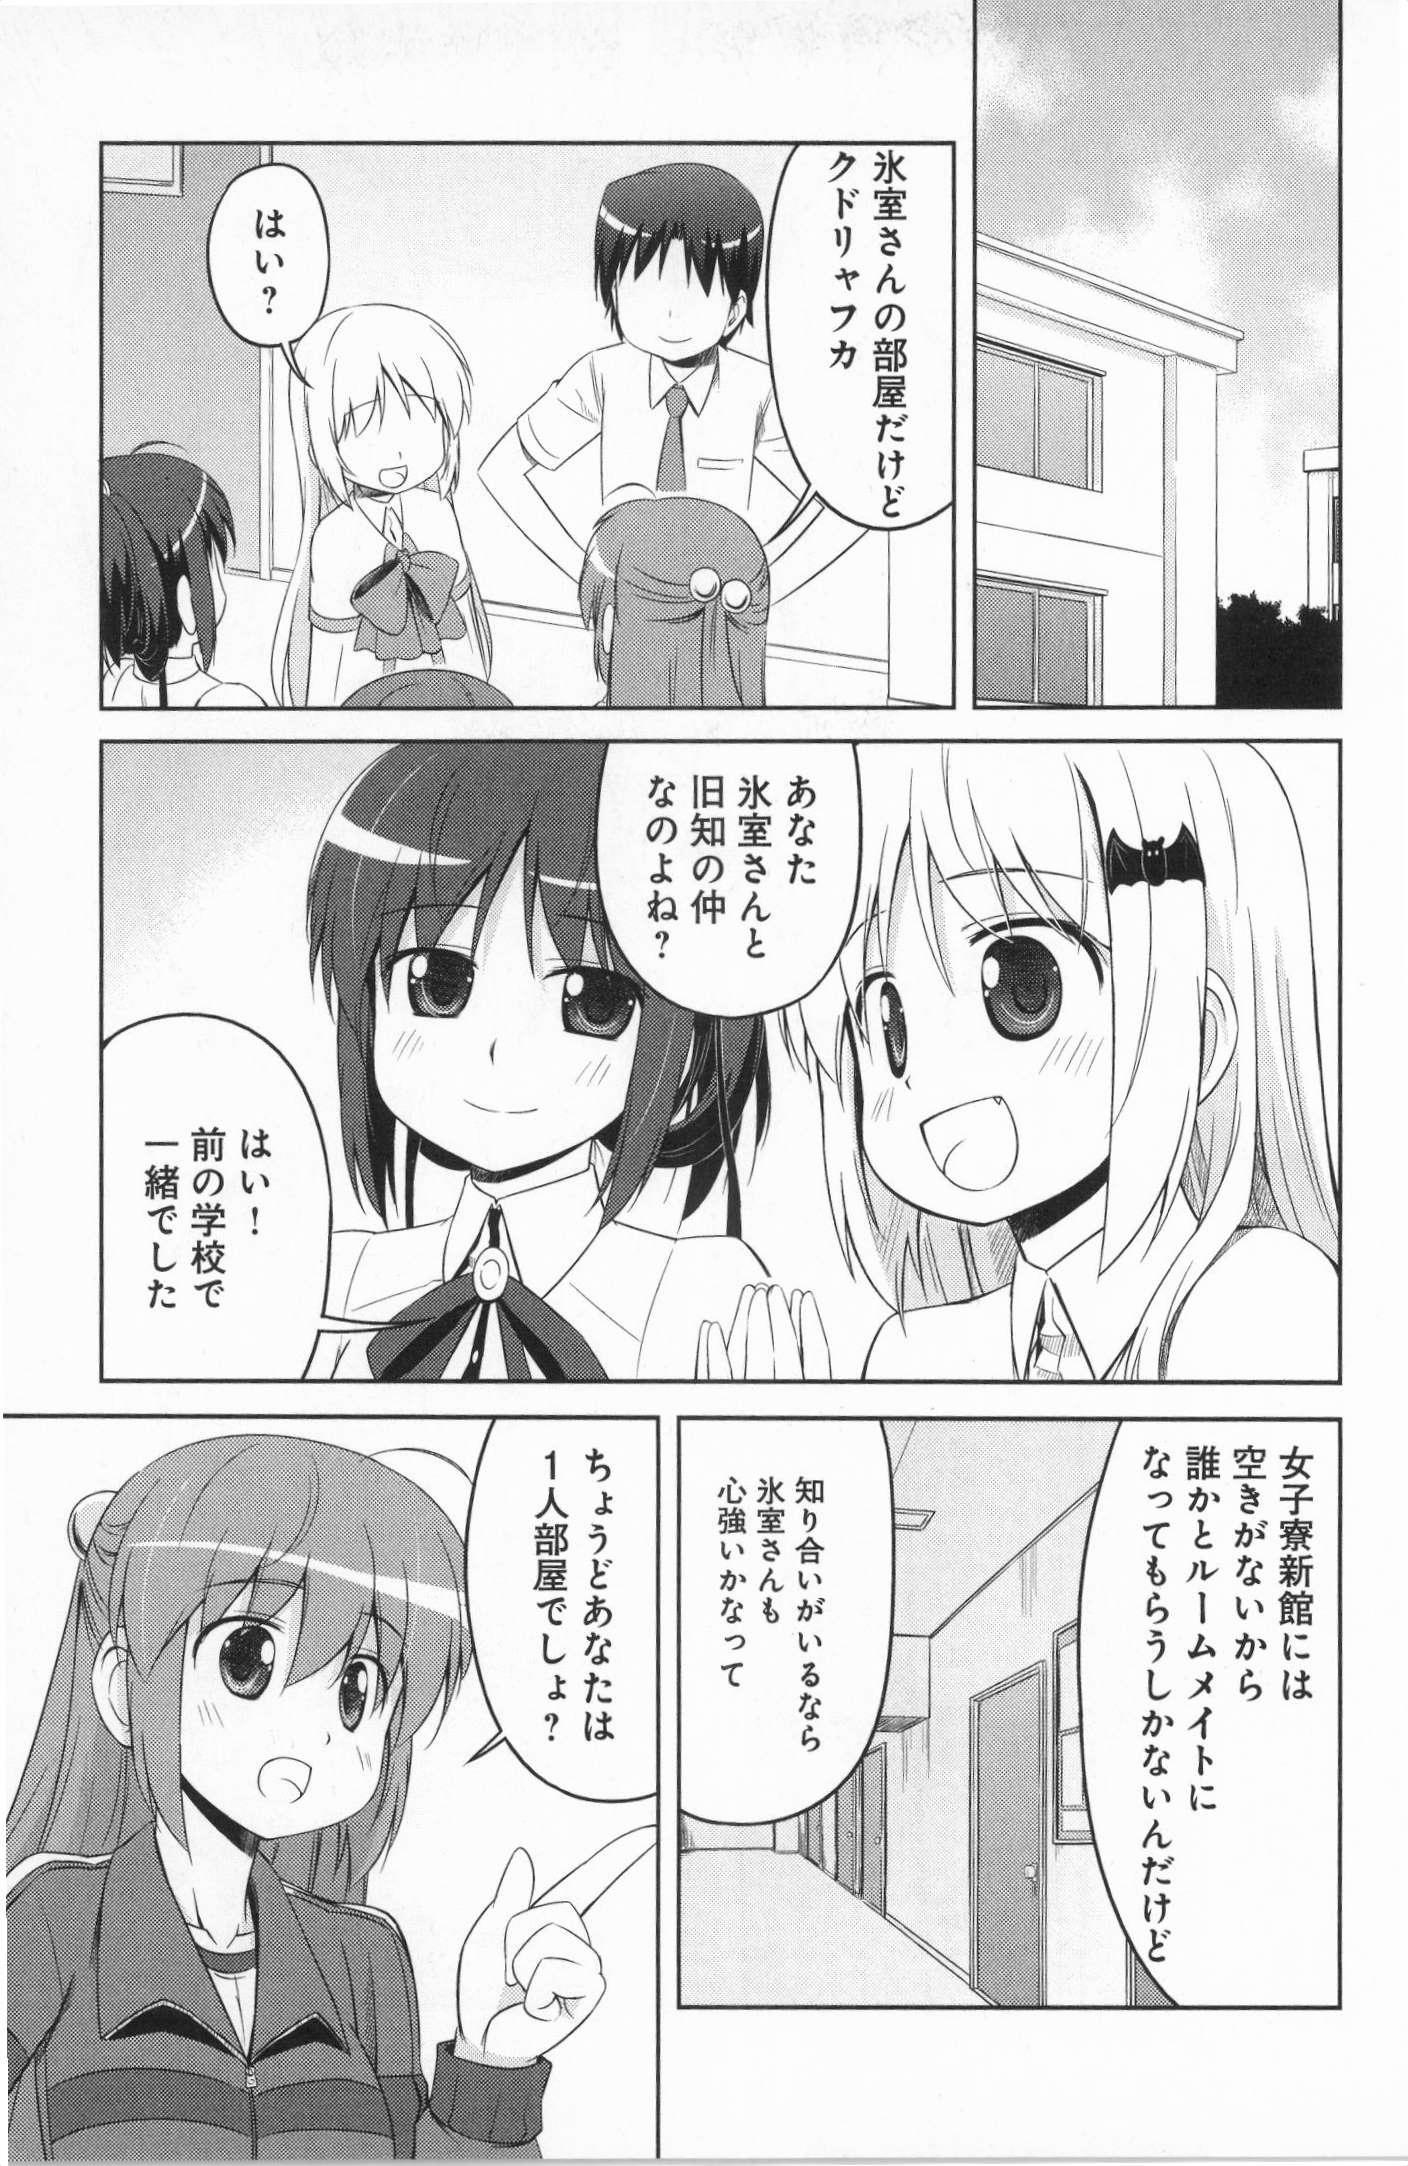 氷室さんの部屋だけど
クドリャフカ
はい？
あなた
氷室さんと
旧知の仲
なのよね？
はい！
前の学校で
一緒でした
女子寮新館には
空きがないから
誰かとルームメイトに
なってもらうしかないんだけど
知り合いがいるなら
氷室さんも
心強いかなって
ちょうどあなたは
１人部屋でしょ？